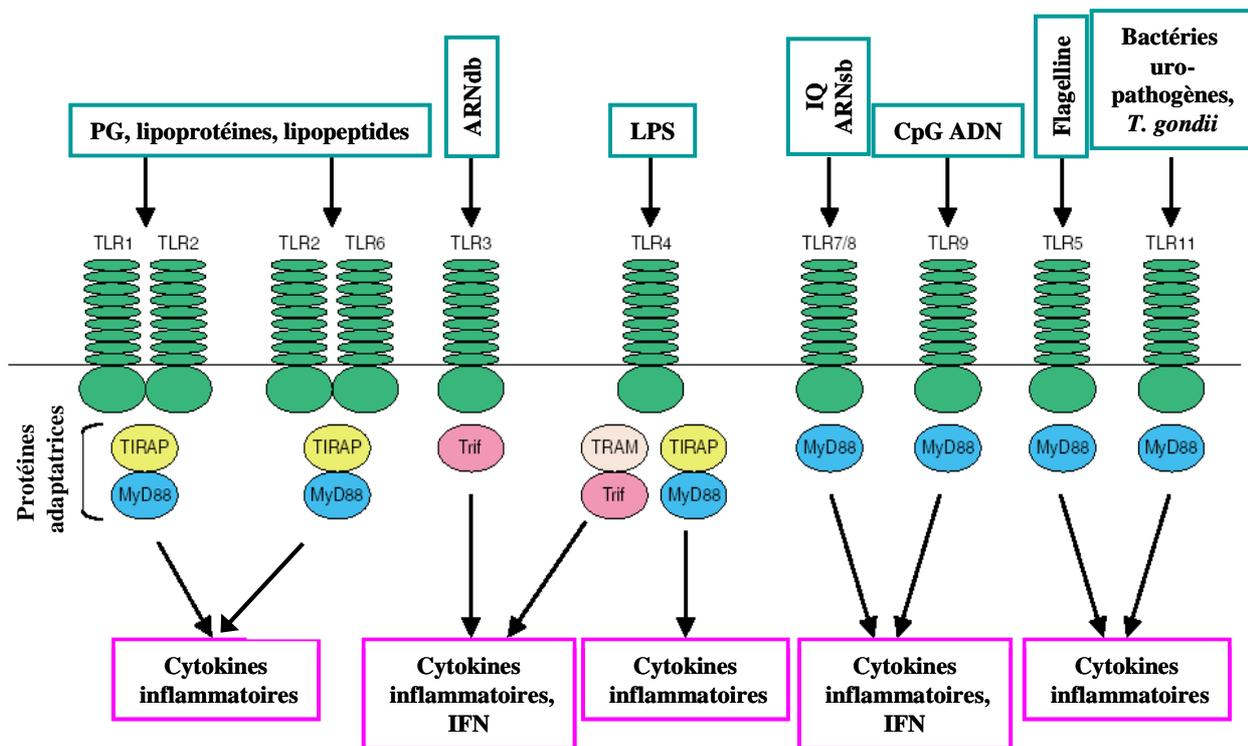 PG, lipoprotéines, lipopeptides
ARNdb
LPS
IQ
ARNsb
CpG ADN
Flagelline
Bactéries
uro-
pathogènes,
T. gondii
TLR1 TLR2
TLR2 TLR6
TLR3
TLR4
TLR7/8
TLR9
TLR5
TLR11
Protéines
adaptatrices
TIRAP
MyD88
TIRAP
MyD88
Trif
TRAM
Trif
TIRAP
MyD88
MyD88
MyD88
MyD88
MyD88
Cytokines
inflammatoires
Cytokines
inflammatoires,
IFN
Cytokines
inflammatoires
Cytokines
inflammatoires,
IFN
Cytokines
inflammatoires